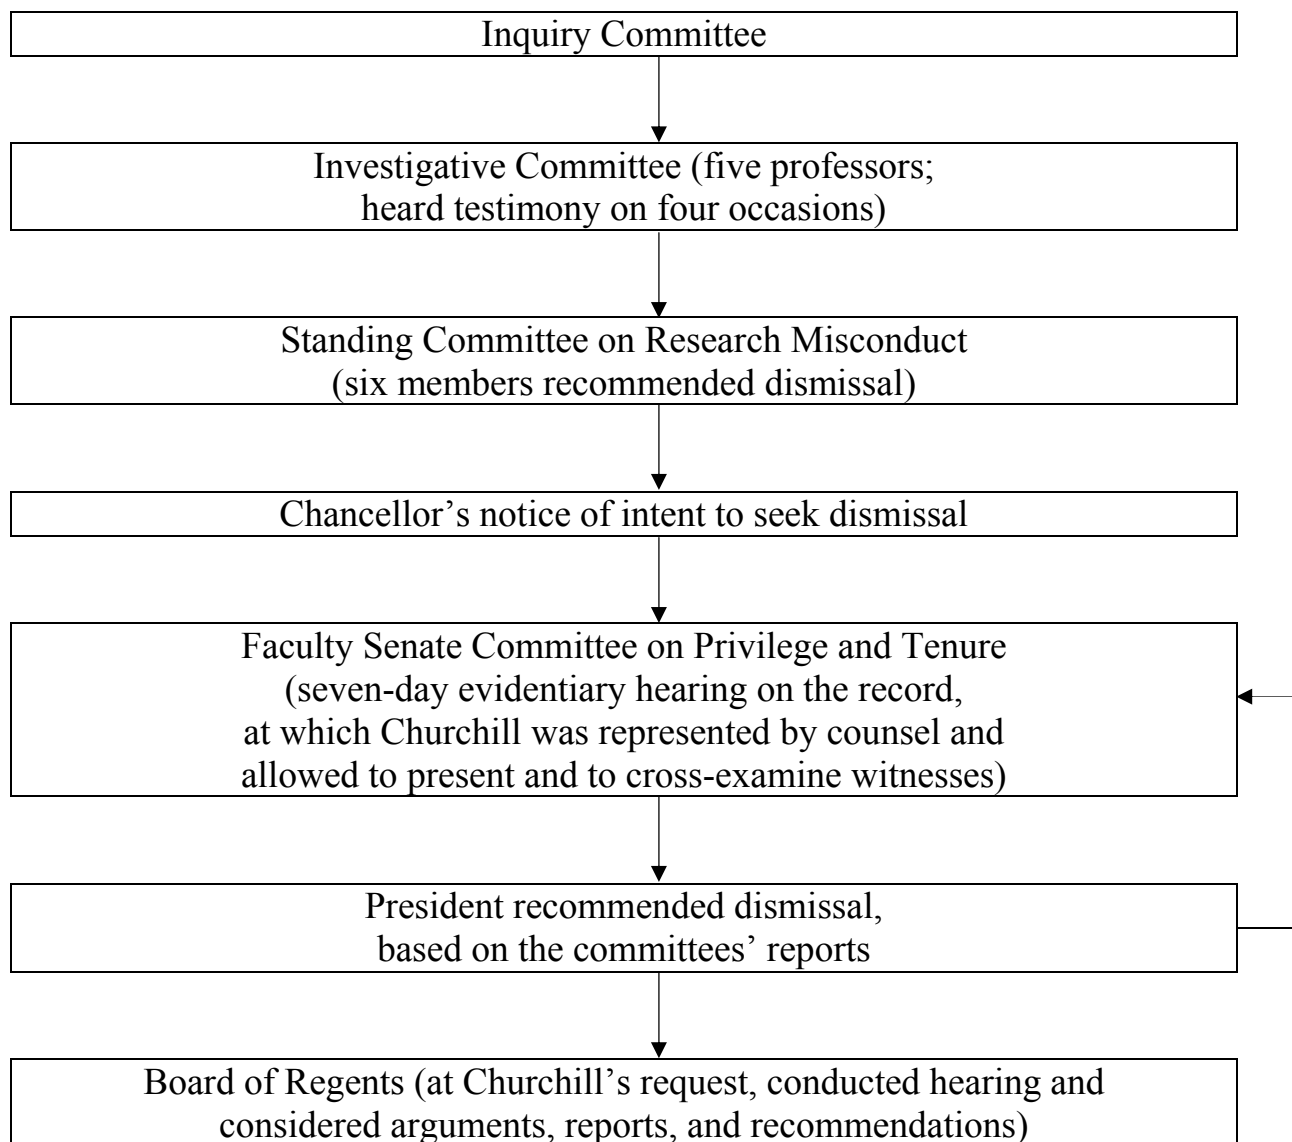 Inquiry Committee
Investigative Committee (five professors;
heard testimony on four occasions)
Standing Committee on Research Misconduct
(six members recommended dismissal)
Chancellor’s notice of intent to seek dismissal
Faculty Senate Committee on Privilege and Tenure
(seven-day evidentiary hearing on the record,
at which Churchill was represented by counsel and
allowed to present and to cross-examine witnesses)
President recommended dismissal,
based on the committees’ reports
Board of Regents (at Churchill’s request, conducted hearing and
considered arguments, reports, and recommendations)